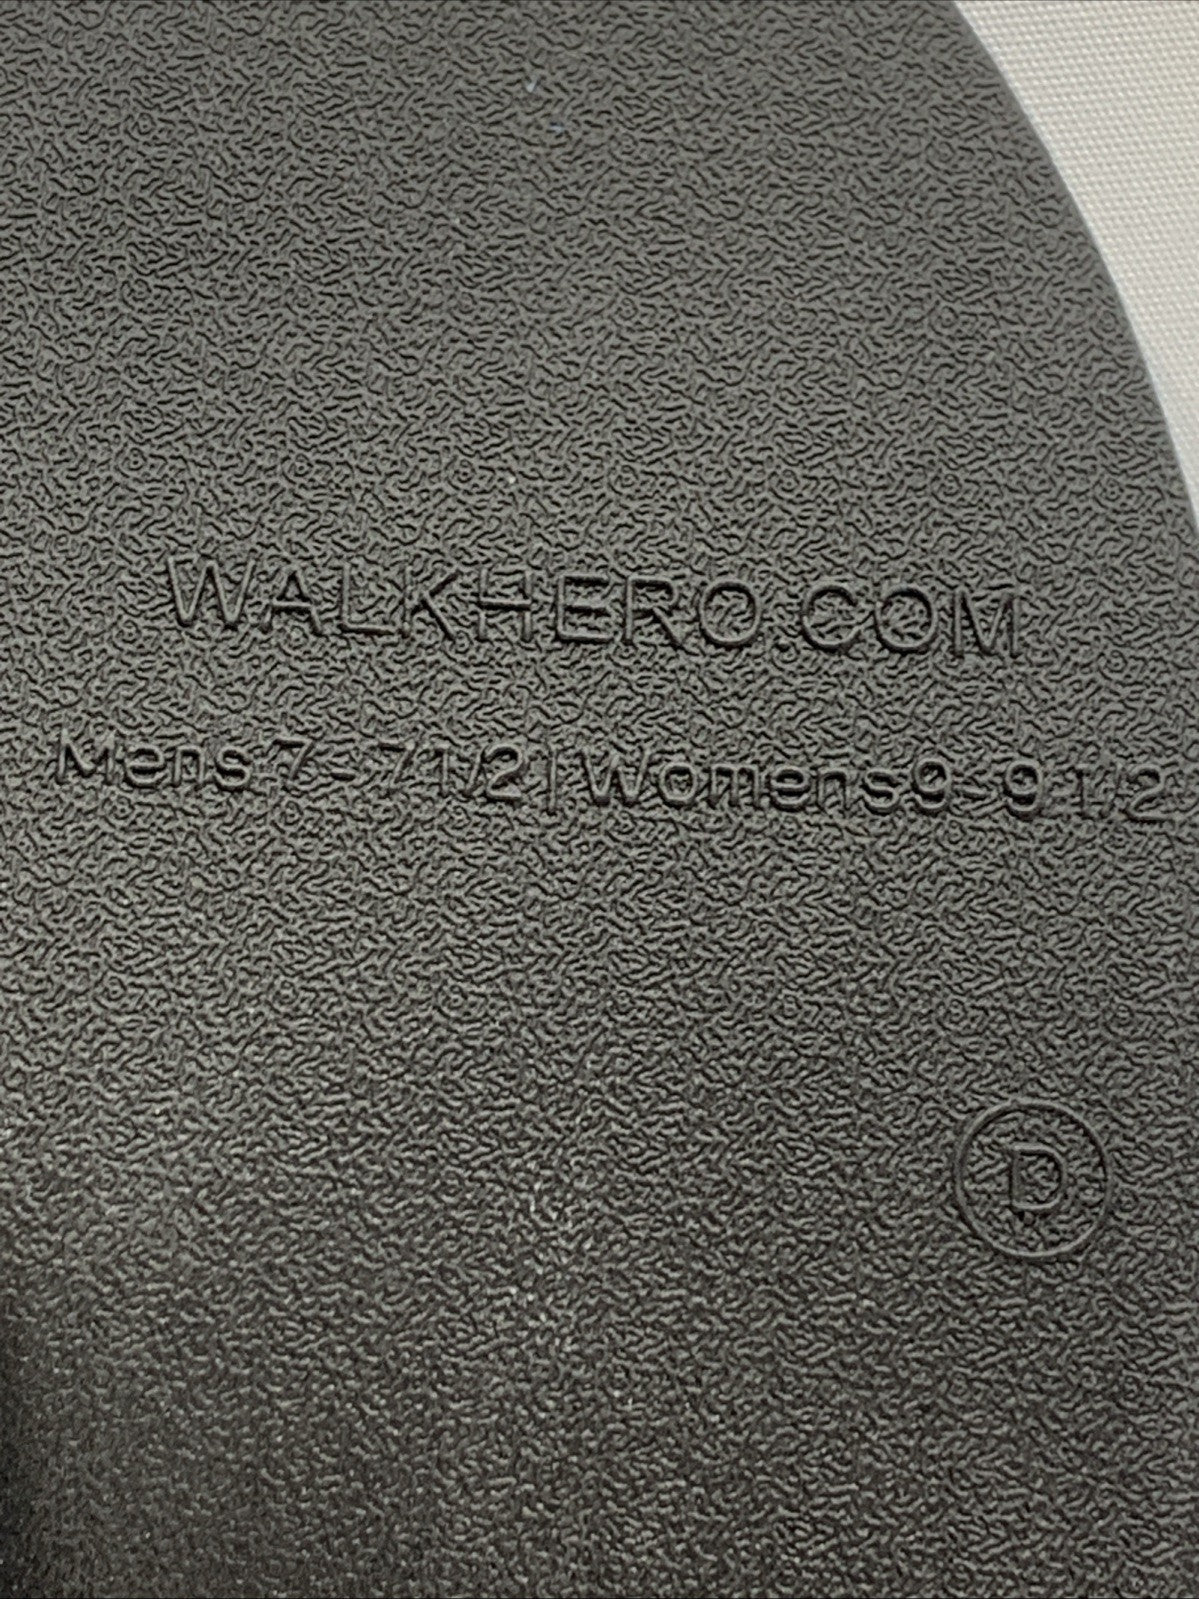 WALKHERO.COM
Mens 7 - 7 1/2 | Womens 9 - 9 1/2
D